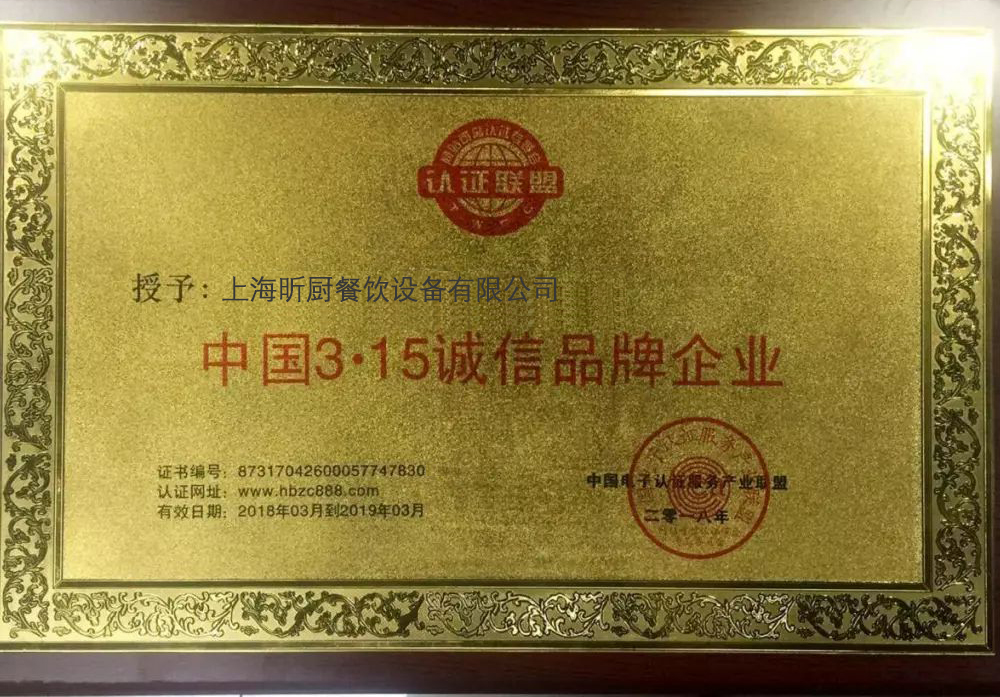 认证联盟
授予：上海昕厨餐饮设备有限公司
中国3·15诚信品牌企业
证书编号：87317042600057747830
认证网址：www.hbzc888.com
有效日期：2018年03月到2019年03月
中国电子认证服务产业联盟
二零一八年